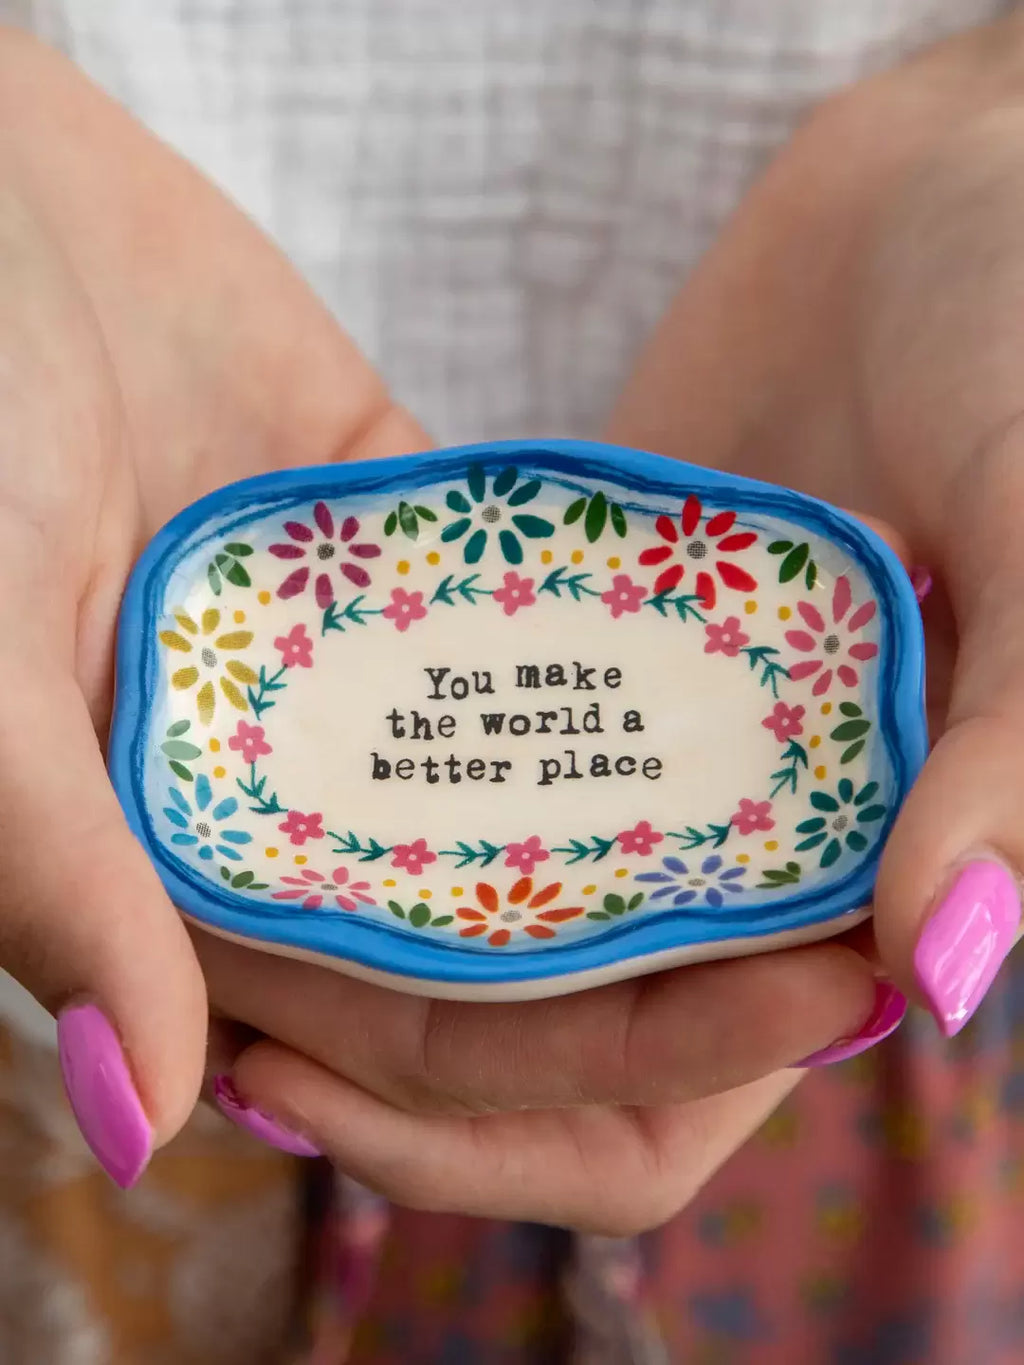 You make
the world a
better place